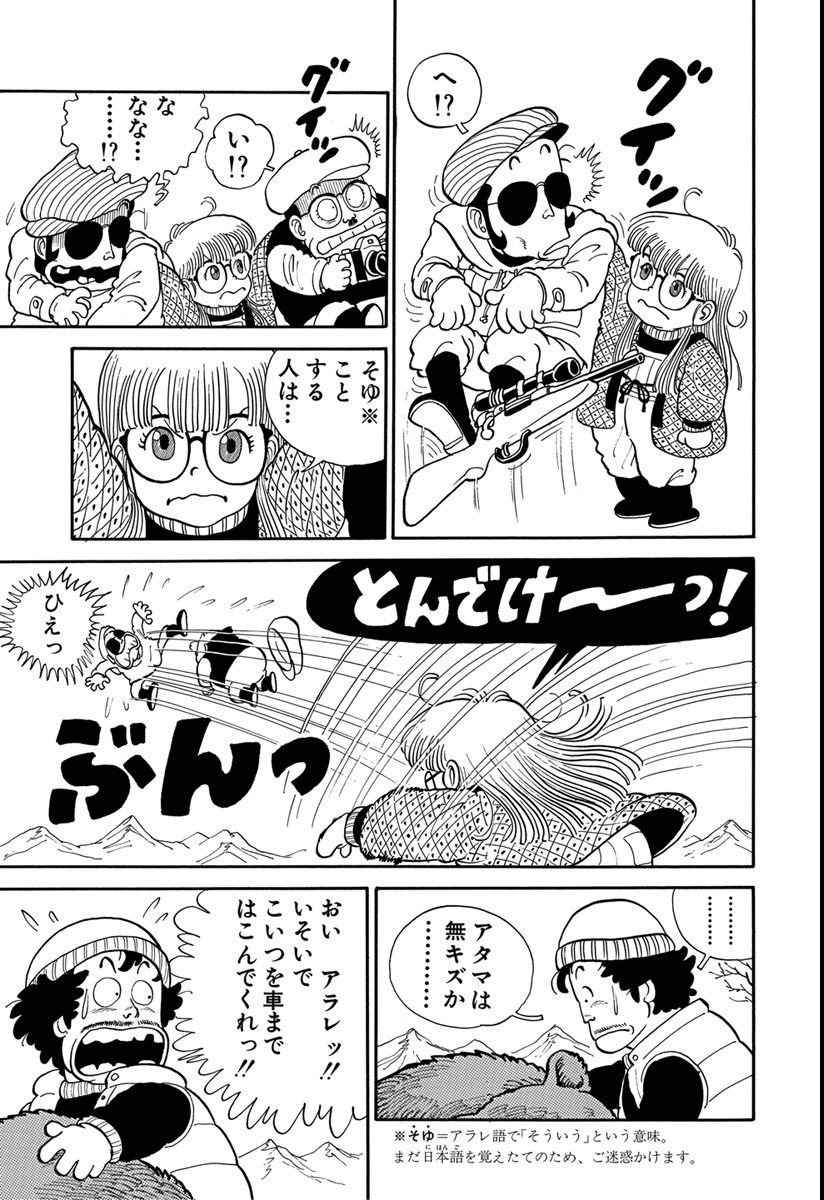 グイッ
へ!?
グイッ
い!?
な
なな…
……!?
そゆ※
こと
する
人は…
とんでけ〜〜っ!
ひえっ
ぶんっ
………
………
アタマは
無キズか
………
おい アラレッ!!
いそいで
こいつを車まで
はこんでくれっ!!
※そゆ=アラレ語で「そういう」という意味。
まだ日本語を覚えたてのため、ご迷惑かけます。
にほんご